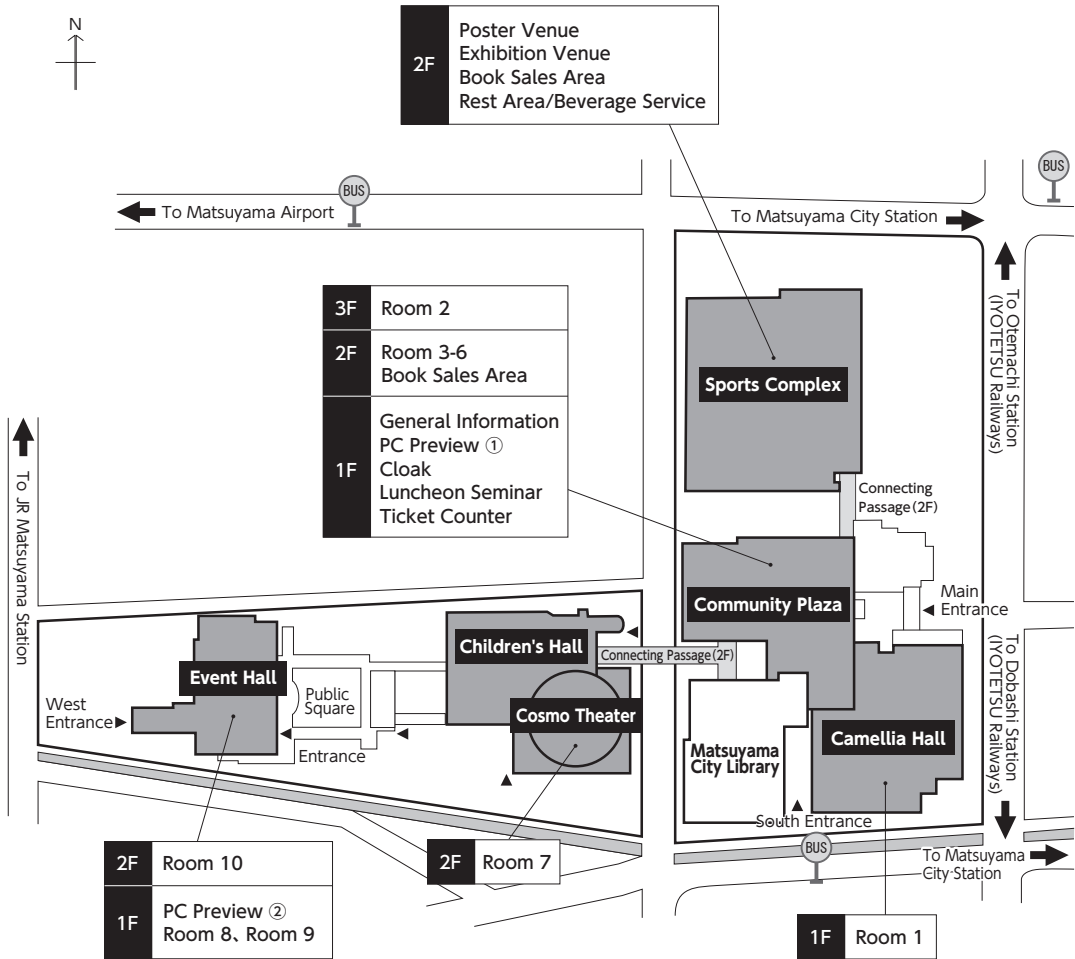 N
2F
Poster Venue
Exhibition Venue
Book Sales Area
Rest Area/Beverage Service
BUS
BUS
To Matsuyama Airport
To Matsuyama City Station
3F
Room 2
2F
Room 3-6
Book Sales Area
1F
General Information
PC Preview ①
Cloak
Luncheon Seminar
Ticket Counter
To Otemachi Station
(IYOTETSU Railways)
Sports Complex
Connecting
Passage (2F)
To JR Matsuyama Station
Community Plaza
Main
Entrance
Children's Hall
Connecting Passage (2F)
Event Hall
Public
Square
West
Entrance
Cosmo Theater
Entrance
Matsuyama
City Library
Camellia Hall
To Dobashi Station
(IYOTETSU Railways)
South Entrance
BUS
To Matsuyama
City Station
2F
Room 10
1F
PC Preview ②
Room 8、Room 9
2F
Room 7
1F
Room 1